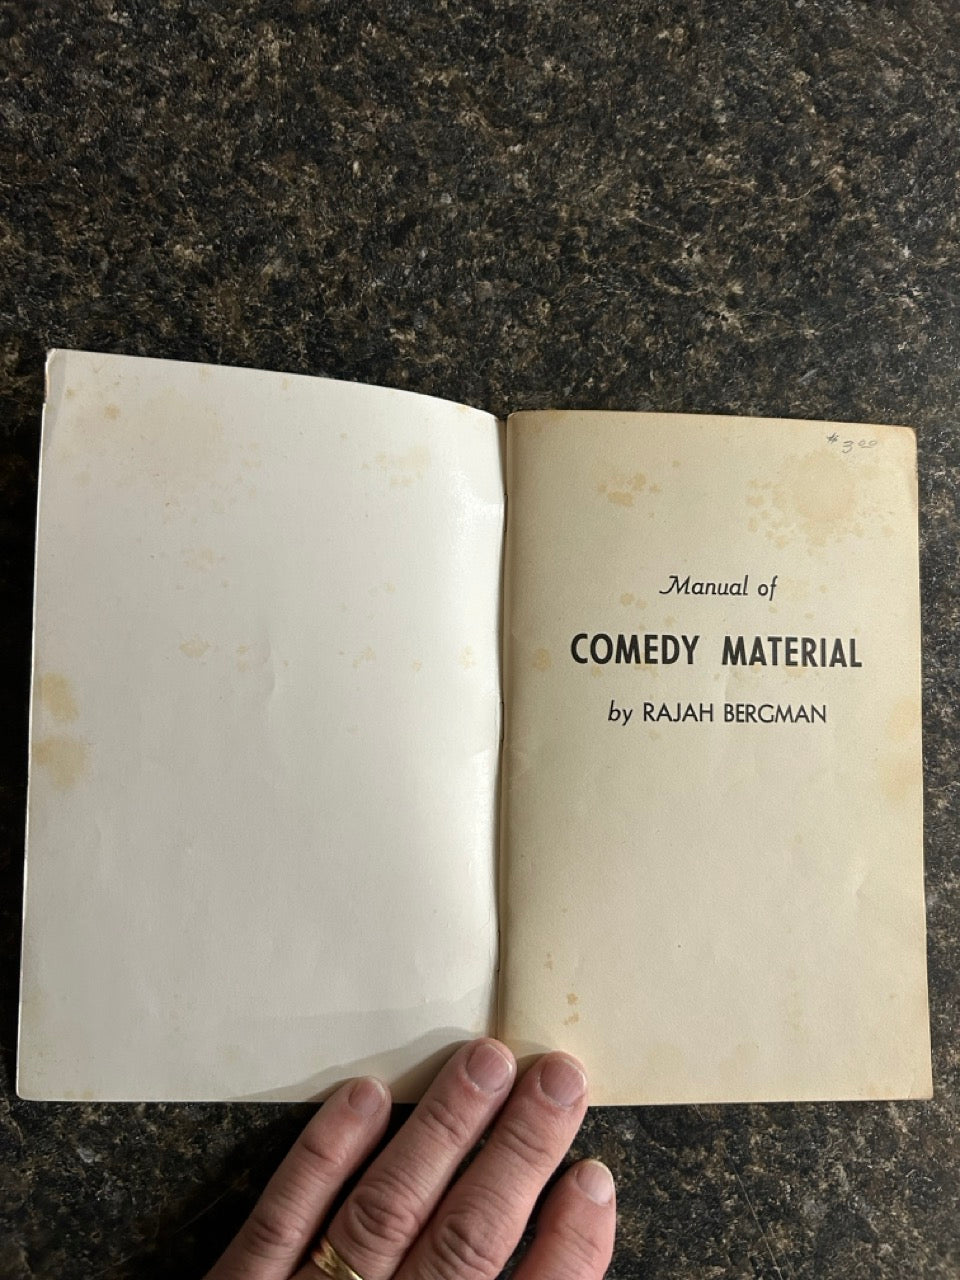 $3.00
Manual of
COMEDY MATERIAL
by RAJAH BERGMAN